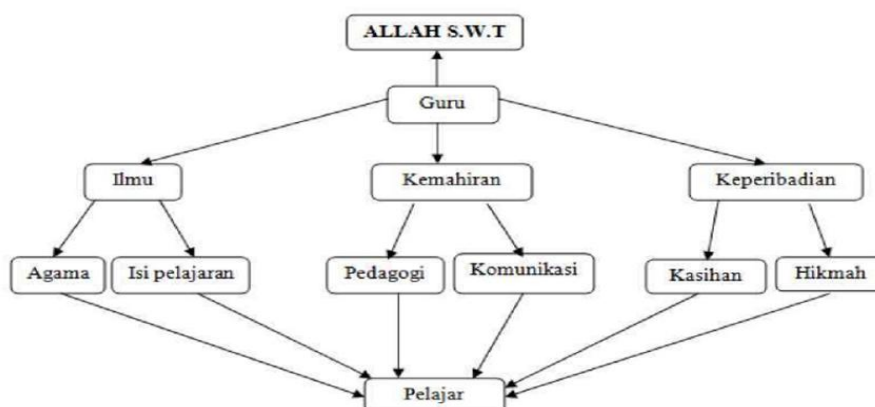 ALLAH S.W.T
Guru
Ilmu
Kemahiran
Keperibadian
Agama
Isi pelajaran
Pedagogi
Komunikasi
Kasihan
Hikmah
Pelajar